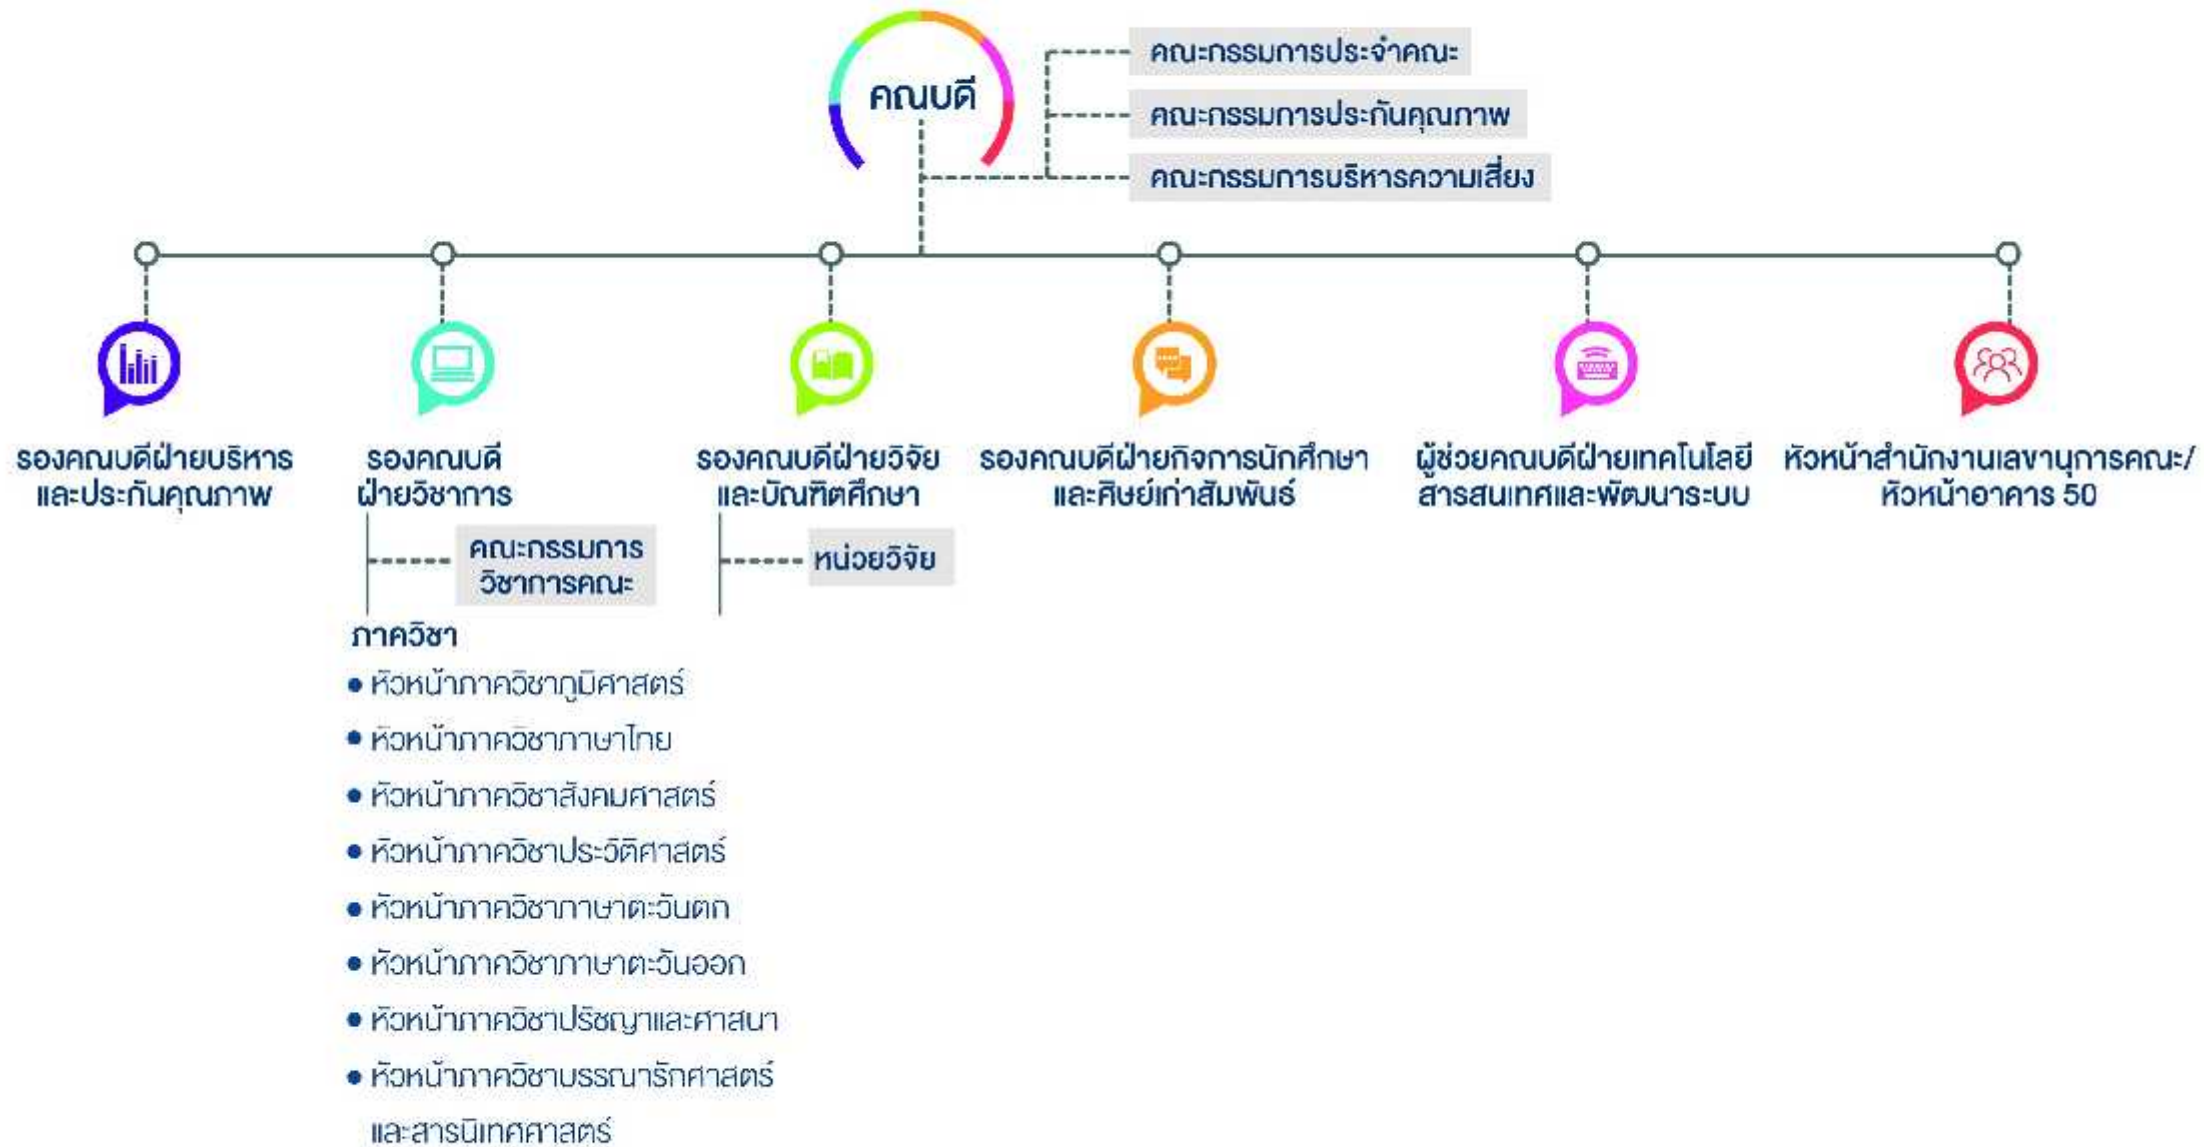 คณบดี
คณะกรรมการประจำคณะ
คณะกรรมการประกันคุณภาพ
คณะกรรมการบริหารความเสี่ยง
รองคณบดีฝ่ายบริหาร
และประกันคุณภาพ
รองคณบดี
ฝ่ายวิชาการ
คณะกรรมการ
วิชาการคณะ
ภาควิชา
• หัวหน้าภาควิชาภูมิศาสตร์
• หัวหน้าภาควิชาภาษาไทย
• หัวหน้าภาควิชาสังคมศาสตร์
• หัวหน้าภาควิชาประวัติศาสตร์
• หัวหน้าภาควิชาภาษาตะวันตก
• หัวหน้าภาควิชาภาษาตะวันออก
• หัวหน้าภาควิชาปรัชญาและศาสนา
• หัวหน้าภาควิชาบรรณารักศาสตร์
และสารนิเทศศาสตร์
รองคณบดีฝ่ายวิจัย
และบัณฑิตศึกษา
หน่วยวิจัย
รองคณบดีฝ่ายกิจการนักศึกษา
และศิษย์เก่าสัมพันธ์
ผู้ช่วยคณบดีฝ่ายเทคโนโลยี
สารสนเทศและพัฒนาระบบ
หัวหน้าสำนักงานเลขานุการคณะ/
หัวหน้าอาคาร 50